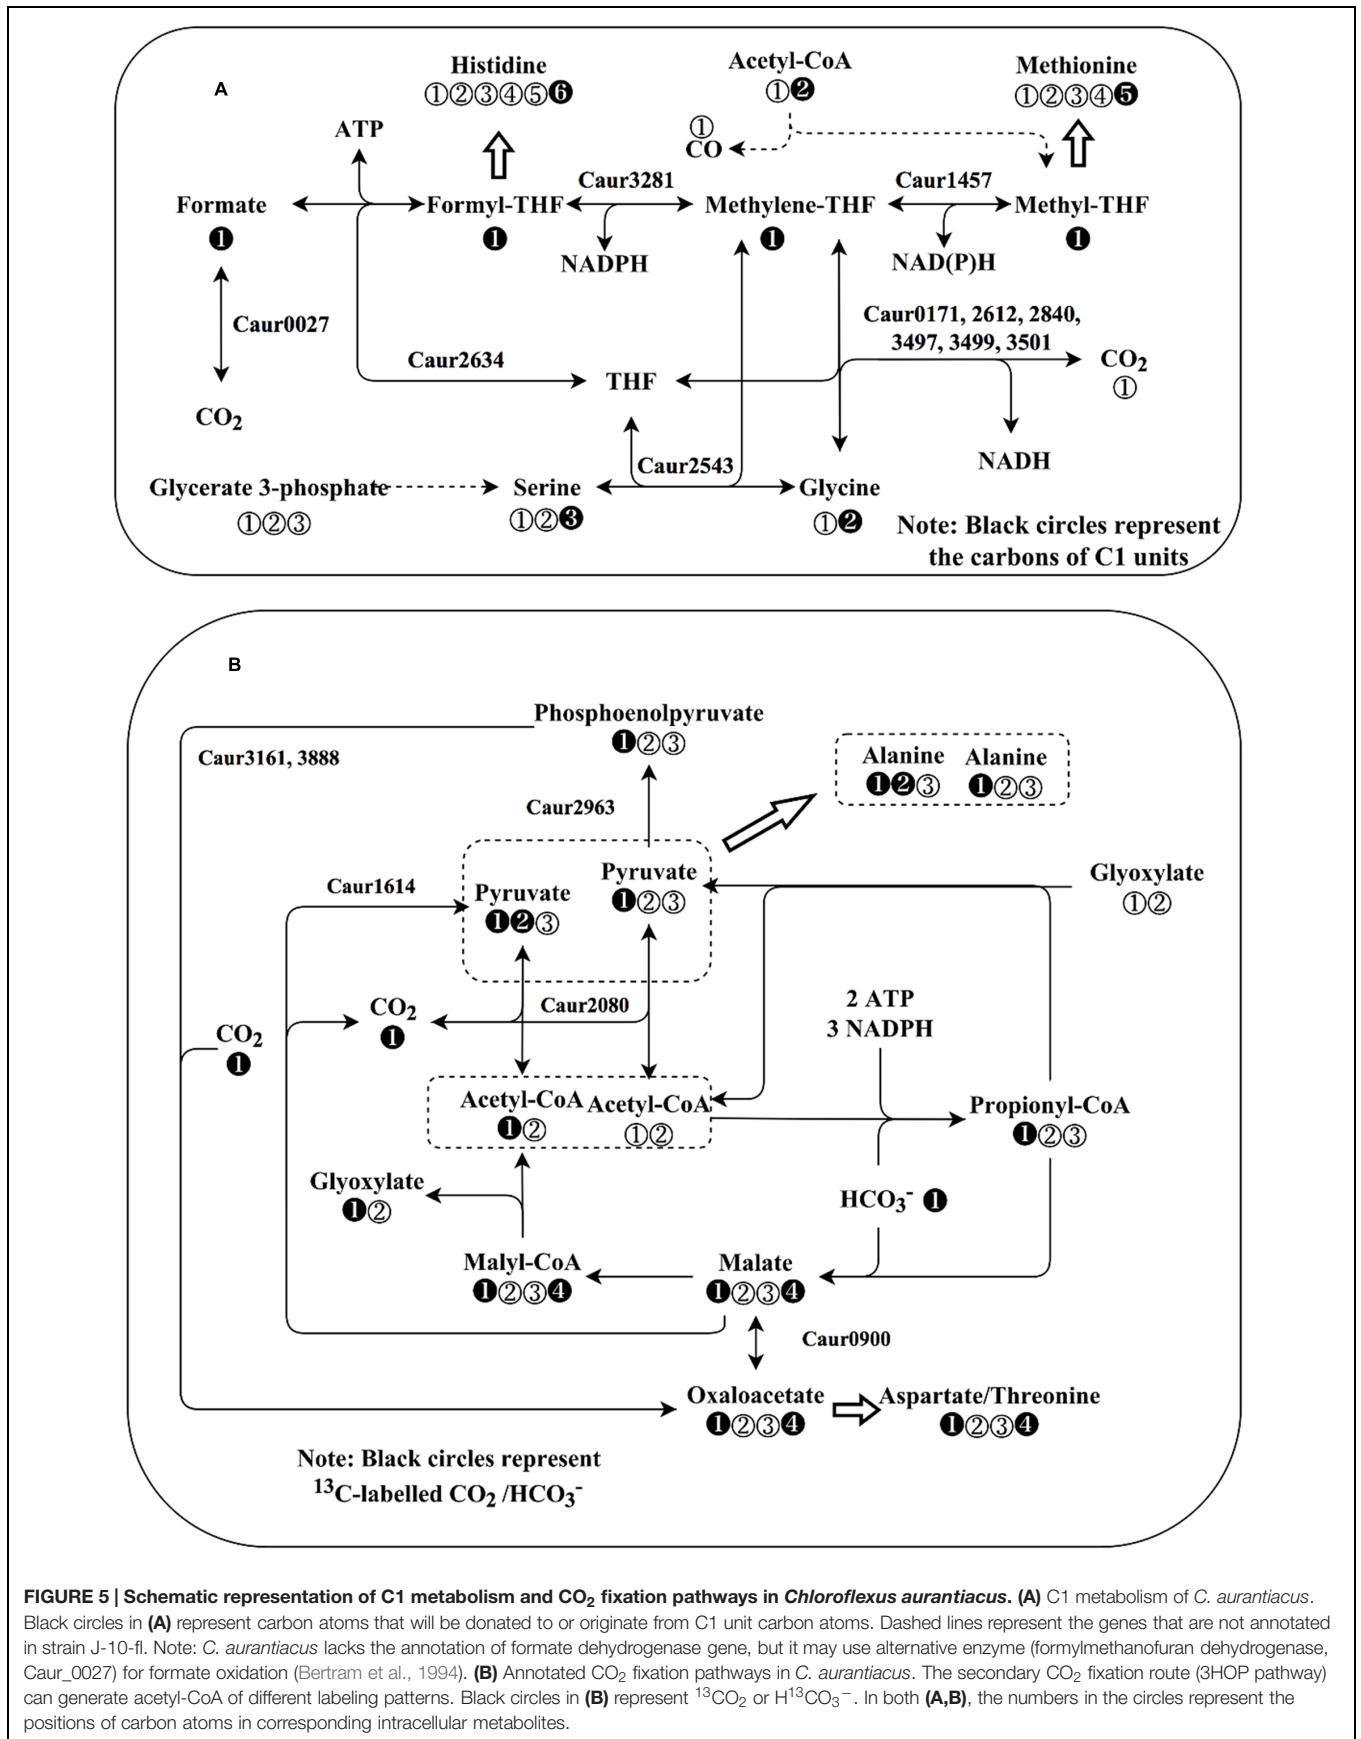 A
Histidine
①②③④⑤❻
Acetyl-CoA
①❷
Methionine
①②③④❺
ATP
①
CO
Caur3281
Caur1457
Formate
❶
Formyl-THF
❶
Methylene-THF
❶
Methyl-THF
❶
NADPH
NAD(P)H
Caur0027
Caur0171, 2612, 2840,
3497, 3499, 3501
Caur2634
THF
CO₂
①
CO₂
Caur2543
NADH
Glycerate 3-phosphate
①②③
Serine
①②❸
Glycine
①❷
Note: Black circles represent
the carbons of C1 units
B
Phosphoenolpyruvate
❶②③
Caur3161, 3888
Alanine
❶❷③
Alanine
❶②③
Caur2963
Caur1614
Pyruvate
❶❷③
Pyruvate
❶②③
Glyoxylate
①②
CO₂
❶
CO₂
❶
Caur2080
2 ATP
3 NADPH
Acetyl-CoA
❶②
Acetyl-CoA
①②
Propionyl-CoA
❶②③
Glyoxylate
❶②
HCO₃⁻ ❶
Malyl-CoA
❶②③❹
Malate
❶②③❹
Caur0900
Oxaloacetate
❶②③❹
Aspartate/Threonine
❶②③❹
Note: Black circles represent
¹³C-labelled CO₂ /HCO₃⁻
FIGURE 5 | Schematic representation of C1 metabolism and CO₂ fixation pathways in Chloroflexus aurantiacus. (A) C1 metabolism of C. aurantiacus.
Black circles in (A) represent carbon atoms that will be donated to or originate from C1 unit carbon atoms. Dashed lines represent the genes that are not annotated
in strain J-10-fl. Note: C. aurantiacus lacks the annotation of formate dehydrogenase gene, but it may use alternative enzyme (formylmethanofuran dehydrogenase,
Caur_0027) for formate oxidation (Bertram et al., 1994). (B) Annotated CO₂ fixation pathways in C. aurantiacus. The secondary CO₂ fixation route (3HOP pathway)
can generate acetyl-CoA of different labeling patterns. Black circles in (B) represent ¹³CO₂ or H¹³CO₃⁻. In both (A,B), the numbers in the circles represent the
positions of carbon atoms in corresponding intracellular metabolites.